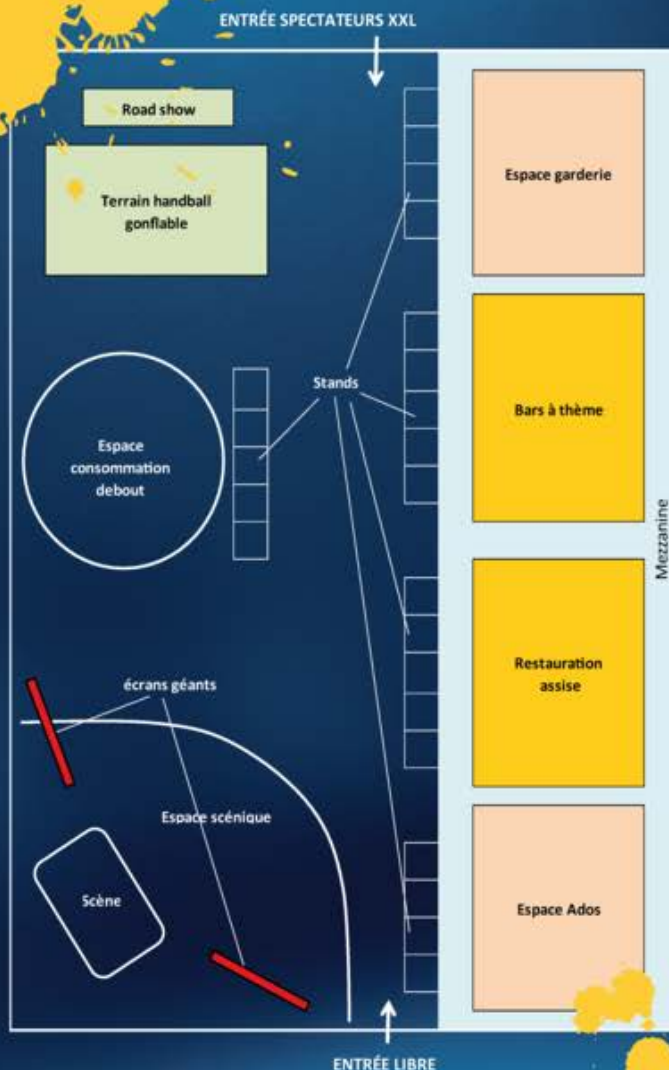 ENTRÉE SPECTATEURS XXL
Road show
Terrain handball
gonflable
Espace garderie
Stands
Bars à thème
Espace
consommation
debout
Mezzanine
Restauration
assise
écrans géants
Espace scénique
Scène
Espace Ados
ENTRÉE LIBRE